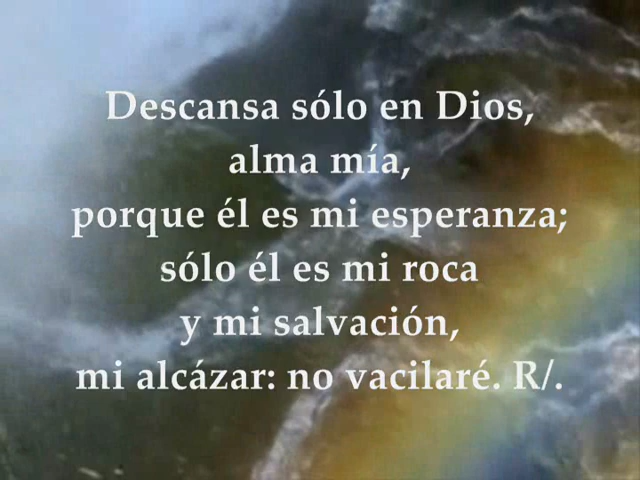 Descansa sólo en Dios,
alma mía,
porque él es mi esperanza;
sólo él es mi roca
y mi salvación,
mi alcázar: no vacilaré. R/.